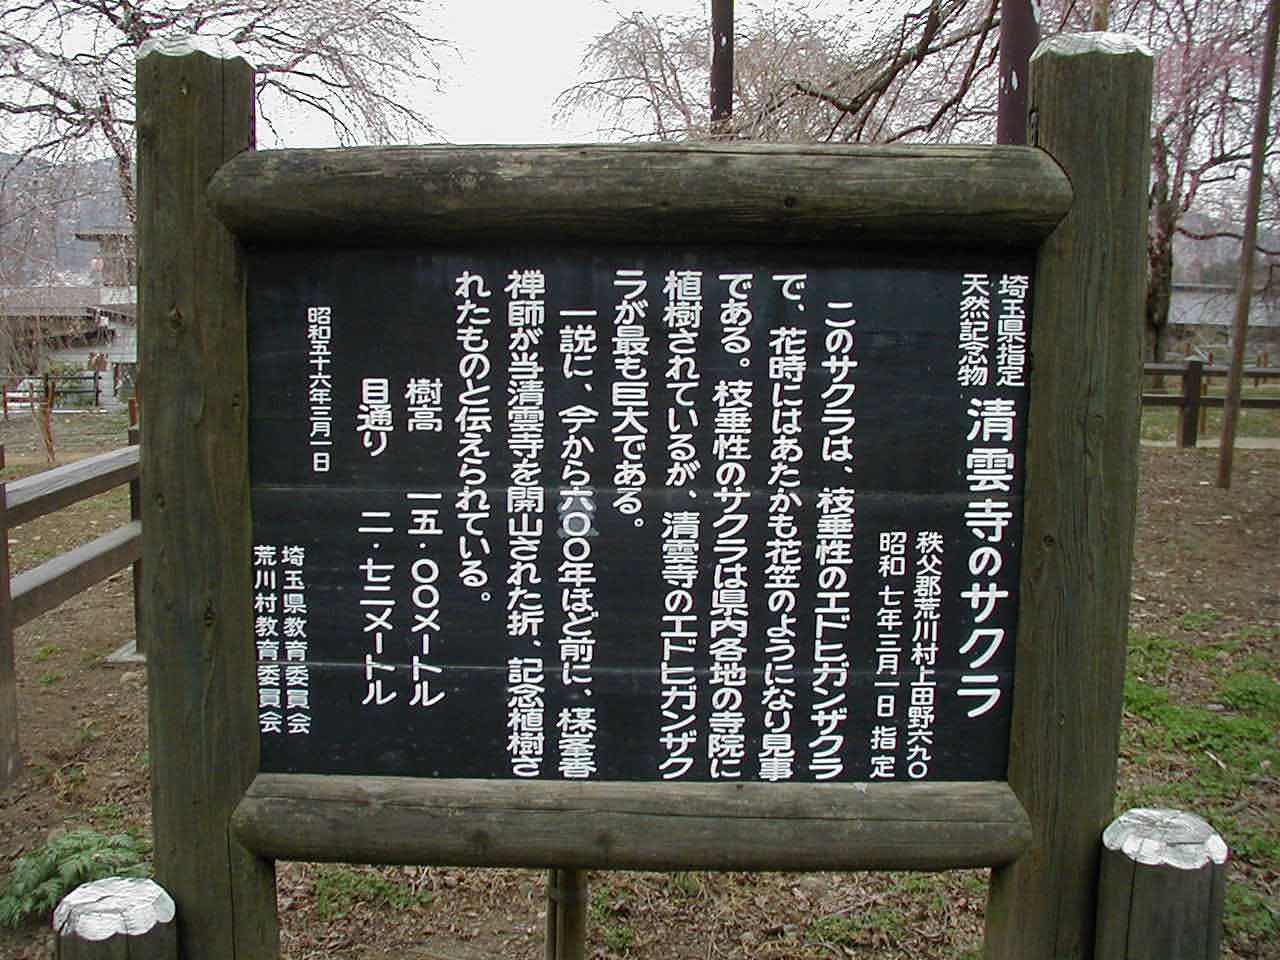 埼玉県指定
天然記念物
清雲寺のサクラ
秩父郡荒川村上田野六九〇
昭和 七年三月一日 指定
このサクラは、枝垂性のエドヒガンザクラ
で、花時にはあたかも花笠のようになり見事
である。枝垂性のサクラは県内各地の寺院に
植樹されているが、清雲寺のエドヒガンザク
ラが最も巨大である。
一説に、今から六〇〇年ほど前に、楳峯香
禅師が当清雲寺を開山された折、記念植樹さ
れたものと伝えられている。
樹高 一五・〇〇メートル
目通り 二・七二メートル
昭和五十六年三月一日
埼玉県教育委員会
荒川村教育委員会